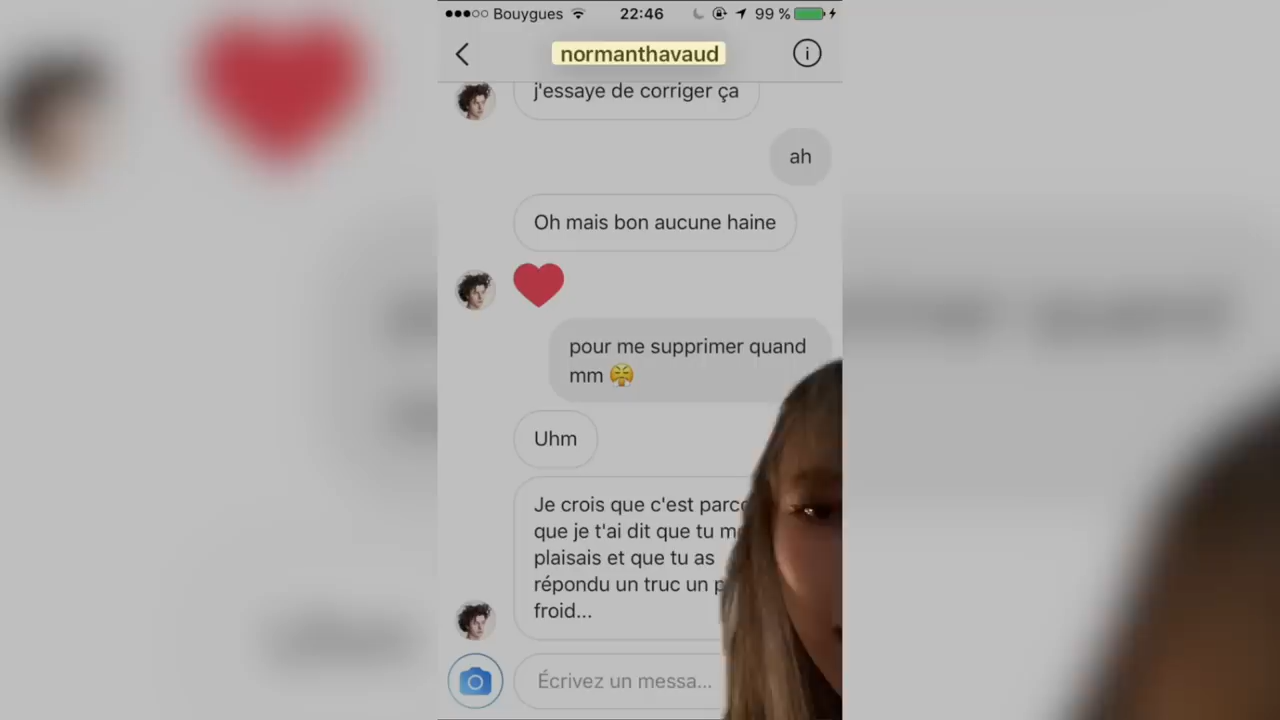 Bouygues 22:46 99 %
normanthavaud
j'essaye de corriger ça
ah
Oh mais bon aucune haine
pour me supprimer quand
mm
Uhm
Je crois que c'est
que je t'ai dit que tu
plaisais et que tu as
répondu un truc un
froid...
Écrivez un messa...